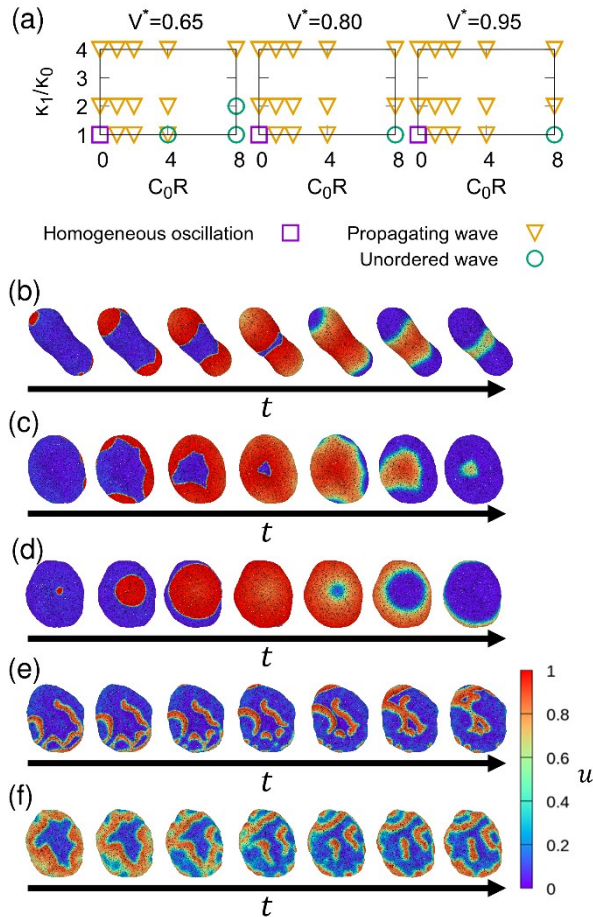 (a)
V*=0.65 V*=0.80 V*=0.95
κ₁/κ₀
4
3
2
1
0 4 8 0 4 8 0 4 8
C₀R C₀R C₀R
Homogeneous oscillation Propagating wave
Unordered wave
(b)
t
(c)
t
(d)
t
(e)
t
(f)
t
1
0.8
0.6
0.4
0.2
0
u